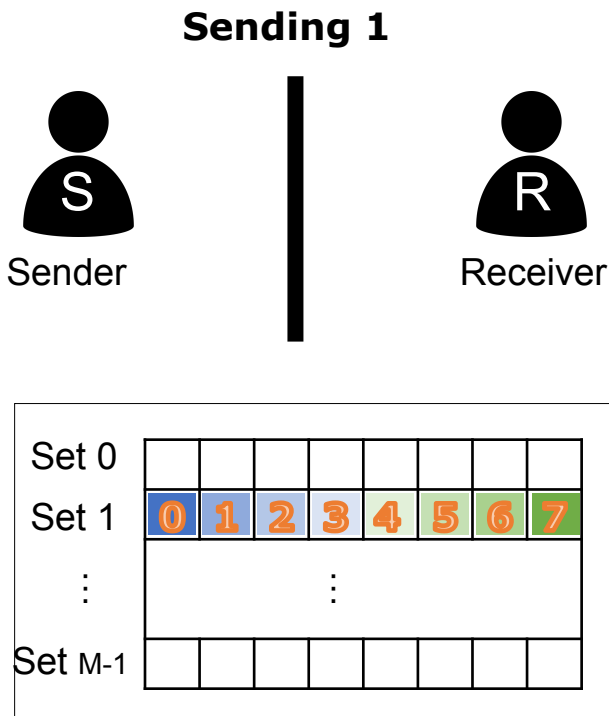 Sending 1
S R
Sender Receiver
Set 0
Set 1 0 1 2 3 4 5 6 7
⋮ ⋮
Set M-1